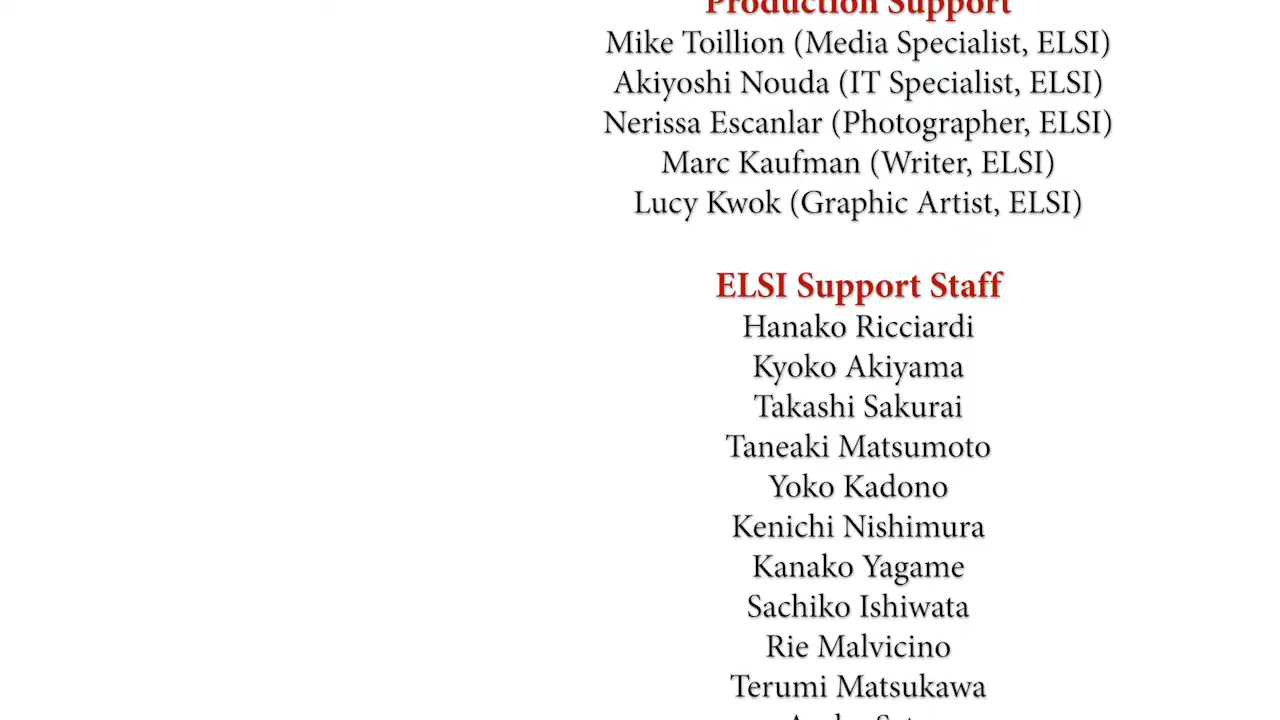 Production Support
Mike Toillion (Media Specialist, ELSI)
Akiyoshi Nouda (IT Specialist, ELSI)
Nerissa Escanlar (Photographer, ELSI)
Marc Kaufman (Writer, ELSI)
Lucy Kwok (Graphic Artist, ELSI)
ELSI Support Staff
Hanako Ricciardi
Kyoko Akiyama
Takashi Sakurai
Taneaki Matsumoto
Yoko Kadono
Kenichi Nishimura
Kanako Yagame
Sachiko Ishiwata
Rie Malvicino
Terumi Matsukawa